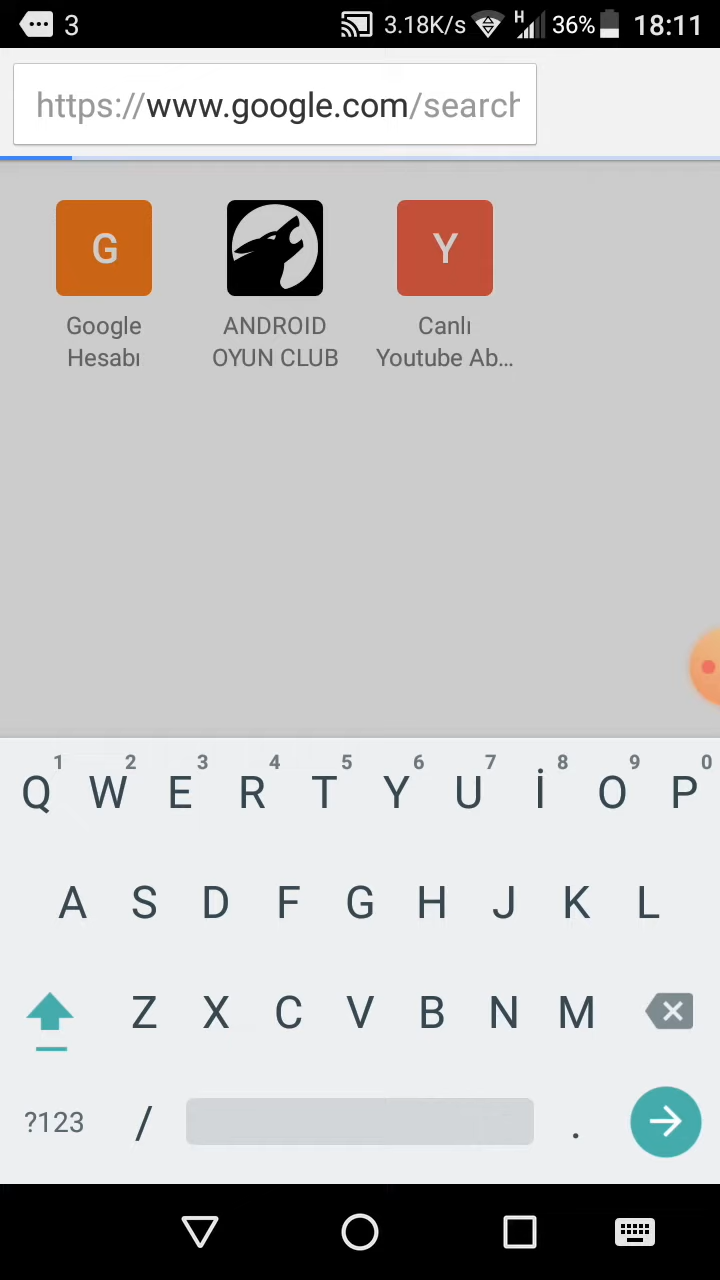 3 3.18K/s H 36% 18:11
https://www.google.com/search
G Y
Google ANDROID Canlı
Hesabı OYUN CLUB Youtube Ab...
1 2 3 4 5 6 7 8 9 0
Q W E R T Y U İ O P
A S D F G H J K L
Z X C V B N M
?123 / .